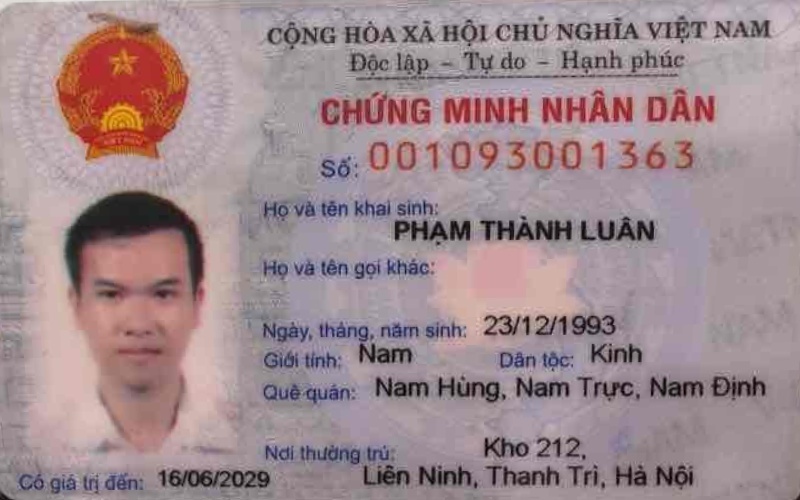 CỘNG HÒA XÃ HỘI CHỦ NGHĨA VIỆT NAM
Độc lập – Tự do – Hạnh phúc
CHỨNG MINH NHÂN DÂN
Số: 001093001363
Họ và tên khai sinh:
PHẠM THÀNH LUÂN
Họ và tên gọi khác:
Ngày, tháng, năm sinh: 23/12/1993
Giới tính: Nam Dân tộc: Kinh
Quê quán: Nam Hùng, Nam Trực, Nam Định
Nơi thường trú: Kho 212,
Liên Ninh, Thanh Trì, Hà Nội
Có giá trị đến: 16/06/2029